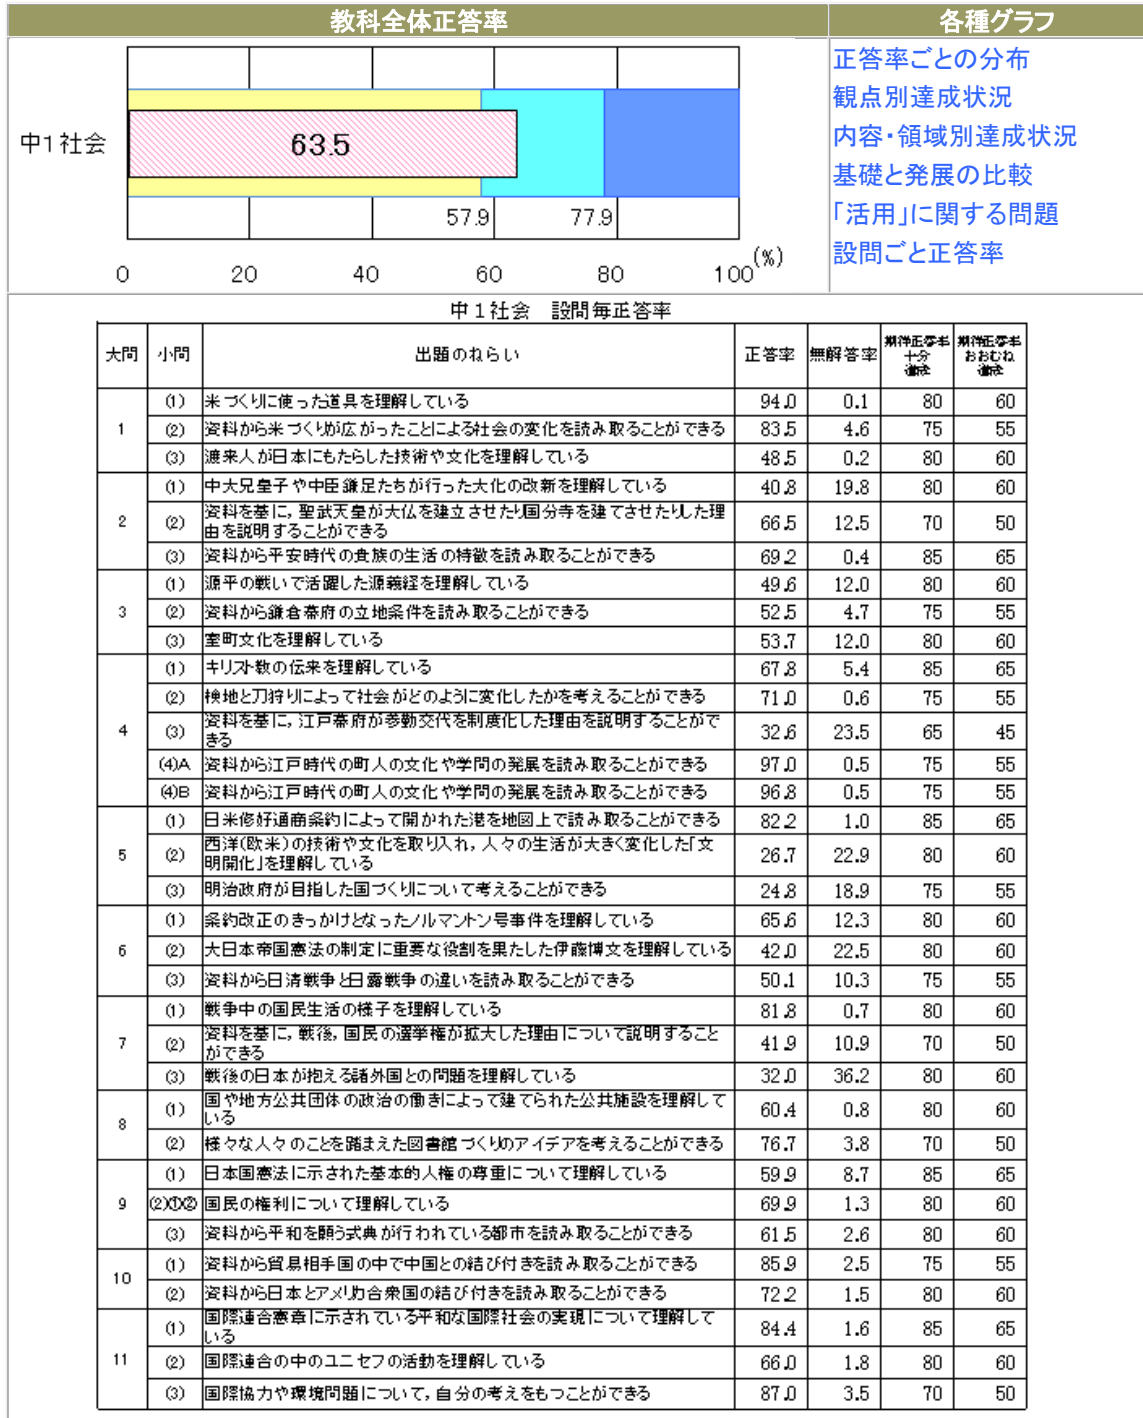 教科全体正答率
各種グラフ
中1社会
63.5
57.9 77.9
0 20 40 60 80 100 (%)
正答率ごとの分布
観点別達成状況
内容・領域別達成状況
基礎と発展の比較
「活用」に関する問題
設問ごと正答率
中１社会　設問毎正答率
大問 小問 出題のねらい 正答率 無解答率 期待正答率 十分達成 期待正答率 おおむね達成
1 (1) 米づくりに使った道具を理解している 94.0 0.1 80 60
(2) 資料から米づくりが広がったことによる社会の変化を読み取ることができる 83.5 4.6 75 55
(3) 渡来人が日本にもたらした技術や文化を理解している 48.5 0.2 80 60
2 (1) 中大兄皇子や中臣鎌足たちが行った大化の改新を理解している 40.8 19.8 80 60
(2) 資料を基に，聖武天皇が大仏を建立させたり国分寺を建てさせたりした理
由を説明することができる 66.5 12.5 70 50
(3) 資料から平安時代の貴族の生活の特徴を読み取ることができる 69.2 0.4 85 65
3 (1) 源平の戦いで活躍した源義経を理解している 49.6 12.0 80 60
(2) 資料から鎌倉幕府の立地条件を読み取ることができる 52.5 4.7 75 55
(3) 室町文化を理解している 53.7 12.0 80 60
4 (1) キリスト教の伝来を理解している 67.8 5.4 85 65
(2) 検地と刀狩りによって社会がどのように変化したかを考えることができる 71.0 0.6 75 55
(3) 資料を基に，江戸幕府が参勤交代を制度化した理由を説明することがで
きる 32.6 23.5 65 45
(4)A 資料から江戸時代の町人の文化や学問の発展を読み取ることができる 97.0 0.5 75 55
(4)B 資料から江戸時代の町人の文化や学問の発展を読み取ることができる 96.8 0.5 75 55
5 (1) 日米修好通商条約によって開かれた港を地図上で読み取ることができる 82.2 1.0 85 65
(2) 西洋(欧米)の技術や文化を取り入れ，人々の生活が大きく変化した「文
明開化」を理解している 26.7 22.9 80 60
(3) 明治政府が目指した国づくりについて考えることができる 24.8 18.9 75 55
6 (1) 条約改正のきっかけとなったノルマントン号事件を理解している 65.6 12.3 80 60
(2) 大日本帝国憲法の制定に重要な役割を果たした伊藤博文を理解している 42.0 22.5 80 60
(3) 資料から日清戦争と日露戦争の違いを読み取ることができる 50.1 10.3 75 55
7 (1) 戦争中の国民生活の様子を理解している 81.8 0.7 80 60
(2) 資料を基に，戦後，国民の選挙権が拡大した理由について説明すること
ができる 41.9 10.9 70 50
(3) 戦後の日本が抱える諸外国との問題を理解している 32.0 36.2 80 60
8 (1) 国や地方公共団体の政治の働きによって建てられた公共施設を理解して
いる 60.4 0.8 80 60
(2) 様々な人々のことを踏まえた図書館づくりのアイデアを考えることができる 76.7 3.8 70 50
9 (1) 日本国憲法に示された基本的人権の尊重について理解している 59.9 8.7 85 65
(2)①② 国民の権利について理解している 69.9 1.3 80 60
(3) 資料から平和を願う式典が行われている都市を読み取ることができる 61.5 2.6 80 60
10 (1) 資料から貿易相手国の中で中国との結び付きを読み取ることができる 85.9 2.5 75 55
(2) 資料から日本とアメリカ合衆国の結び付きを読み取ることができる 72.2 1.5 80 60
11 (1) 国際連合憲章に示されている平和な国際社会の実現について理解して
いる 84.4 1.6 85 65
(2) 国際連合の中のユニセフの活動を理解している 66.0 1.8 80 60
(3) 国際協力や環境問題について，自分の考えをもつことができる 87.0 3.5 70 50